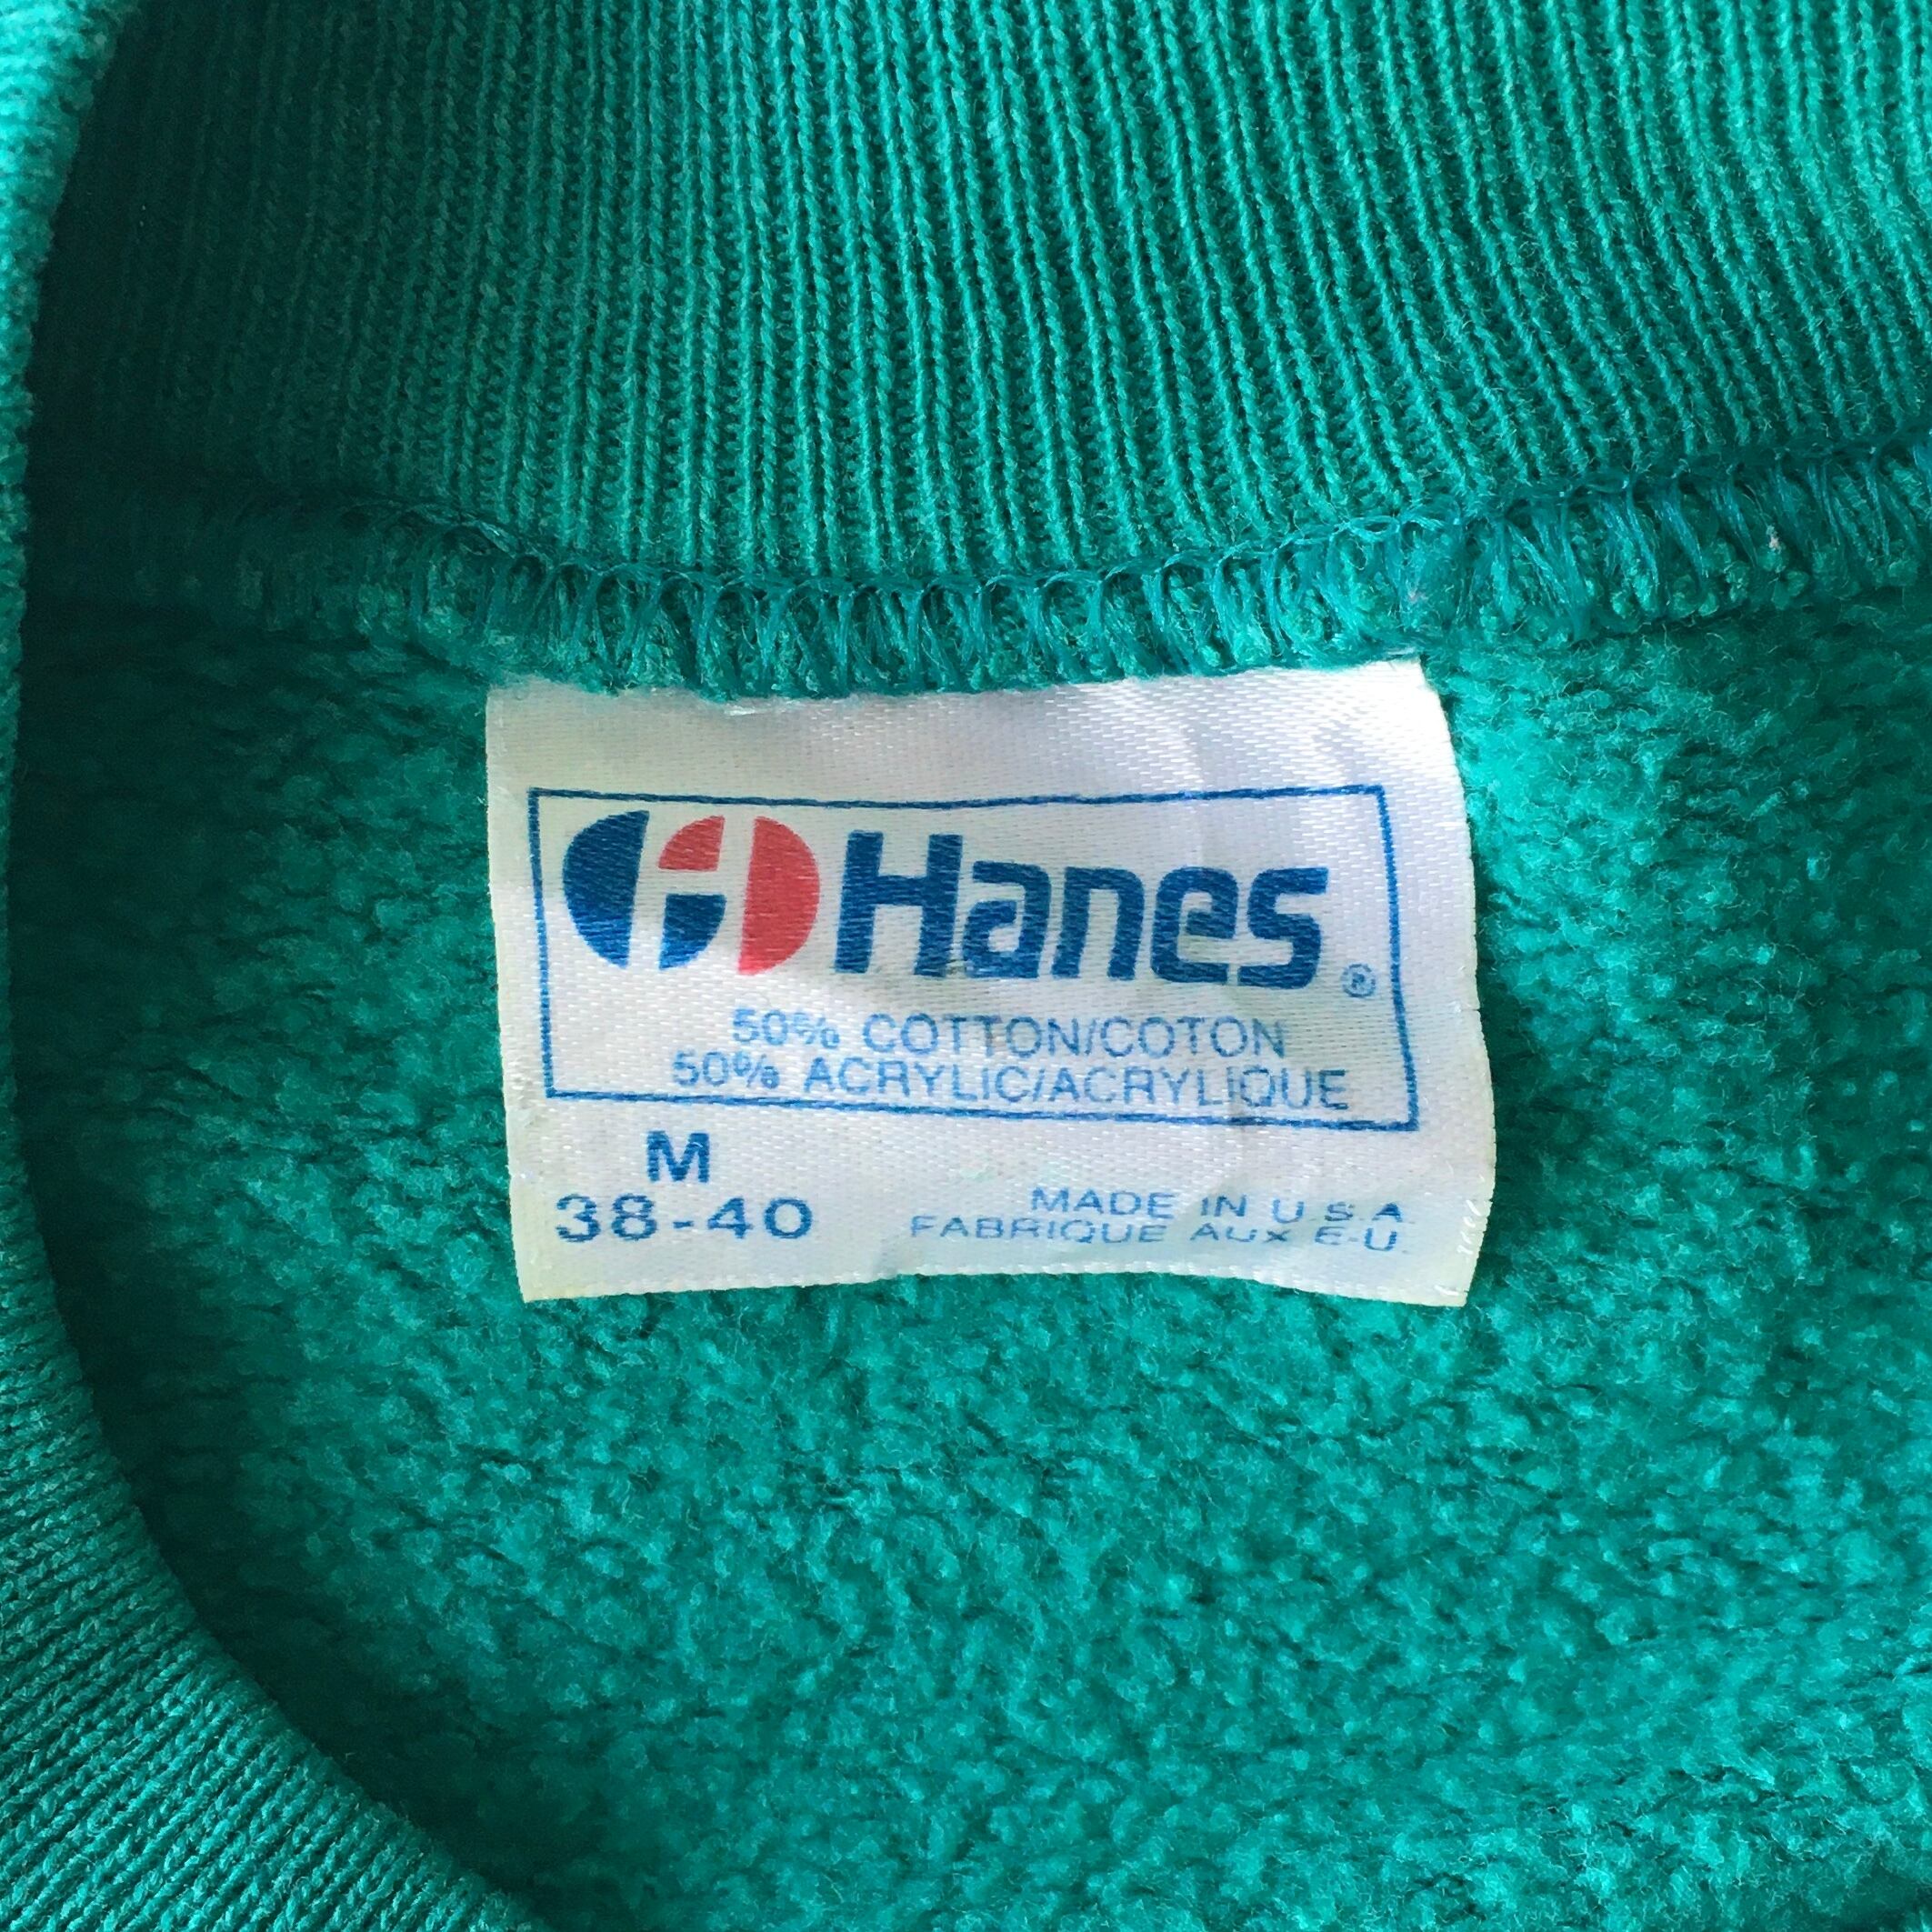 Hanes ®
50% COTTON/COTON
50% ACRYLIC/ACRYLIQUE
M
38-40
MADE IN U.S.A.
FABRIQUE AUX E-U.